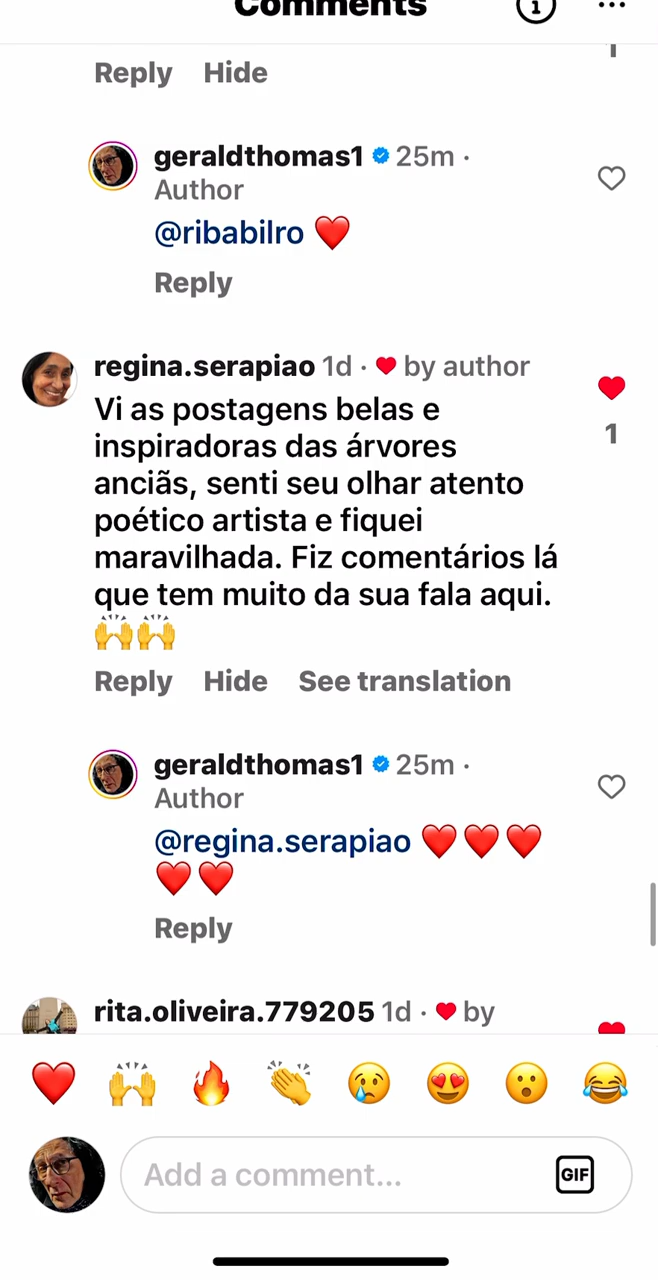 Comments
Reply Hide
geraldthomas1 25m ·
Author
@ribabilro ❤️
Reply
regina.serapiao 1d · ❤️ by author
Vi as postagens belas e
inspiradoras das árvores
anciãs, senti seu olhar atento
poético artista e fiquei
maravilhada. Fiz comentários lá
que tem muito da sua fala aqui.
🙌🙌
1
Reply Hide See translation
geraldthomas1 25m ·
Author
@regina.serapiao ❤️❤️❤️
❤️❤️
Reply
rita.oliveira.779205 1d · ❤️ by
Add a comment...
GIF